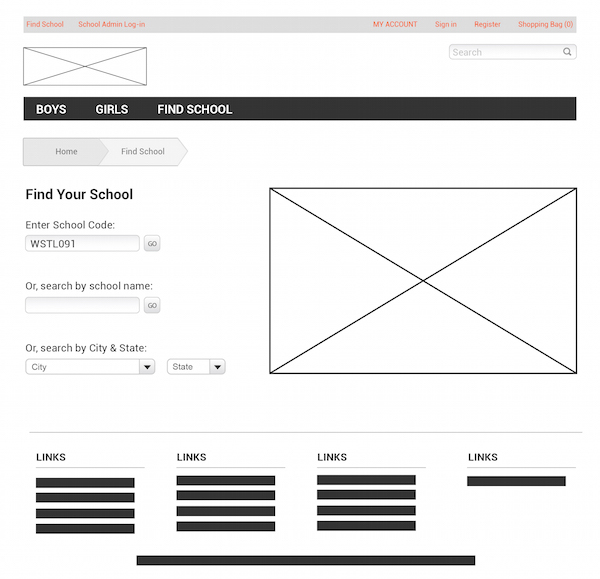 Find School School Admin Log-in MY ACCOUNT Sign in Register Shopping Bag (0)
Search
BOYS GIRLS FIND SCHOOL
Home Find School
Find Your School
Enter School Code:
WSTL091 GO
Or, search by school name:
GO
Or, search by City & State:
City State
LINKS LINKS LINKS LINKS